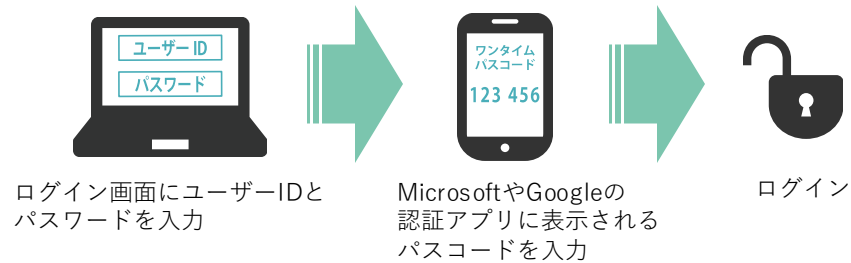 ユーザー ID
パスワード
ログイン画面にユーザーIDと
パスワードを入力
ワンタイム
パスコード
123 456
MicrosoftやGoogleの
認証アプリに表示される
パスコードを入力
ログイン